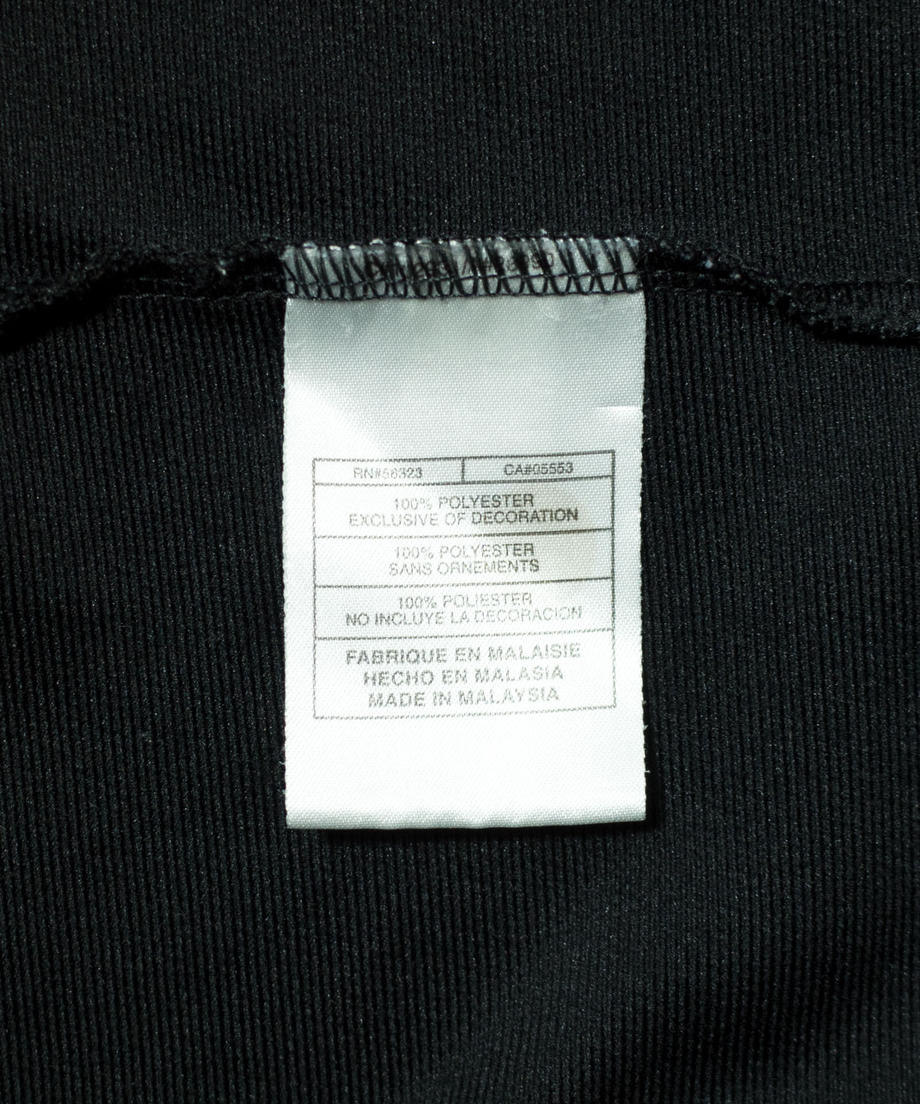 RN#56323 CA#05553
100% POLYESTER
EXCLUSIVE OF DECORATION
100% POLYESTER
SANS ORNEMENTS
100% POLIESTER
NO INCLUYE LA DECORACION
FABRIQUE EN MALAISIE
HECHO EN MALASIA
MADE IN MALAYSIA